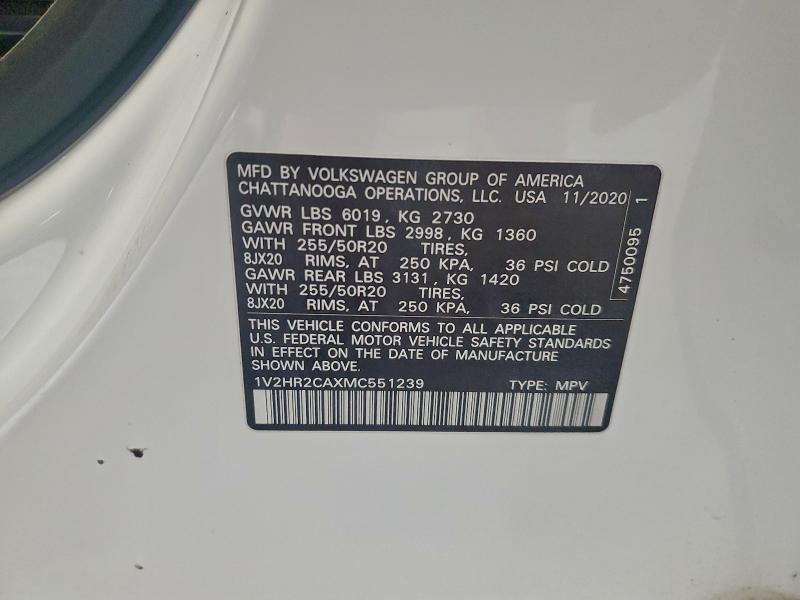 MFD BY VOLKSWAGEN GROUP OF AMERICA
CHATTANOOGA OPERATIONS, LLC. USA 11/2020
GVWR LBS 6019, KG 2730
GAWR FRONT LBS 2998, KG 1360
WITH 255/50R20 TIRES,
8JX20 RIMS, AT 250 KPA, 36 PSI COLD
GAWR REAR LBS 3131, KG 1420
WITH 255/50R20 TIRES,
8JX20 RIMS, AT 250 KPA, 36 PSI COLD
THIS VEHICLE CONFORMS TO ALL APPLICABLE
U.S. FEDERAL MOTOR VEHICLE SAFETY STANDARDS
IN EFFECT ON THE DATE OF MANUFACTURE
SHOWN ABOVE.
1V2HR2CAXMC551239 TYPE: MPV
4750095 1